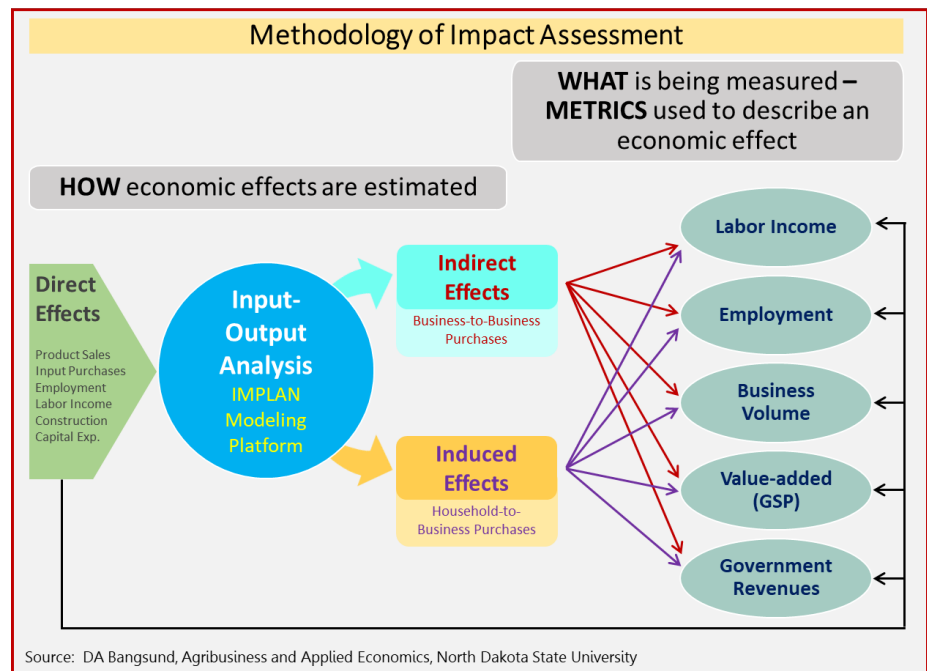 Methodology of Impact Assessment
WHAT is being measured –
METRICS used to describe an
economic effect
HOW economic effects are estimated
Direct
Effects
Product Sales
Input Purchases
Employment
Labor Income
Construction
Capital Exp.
Input-
Output
Analysis
IMPLAN
Modeling
Platform
Indirect
Effects
Business-to-Business
Purchases
Induced
Effects
Household-to-
Business Purchases
Labor Income
Employment
Business
Volume
Value-added
(GSP)
Government
Revenues
Source: DA Bangsund, Agribusiness and Applied Economics, North Dakota State University